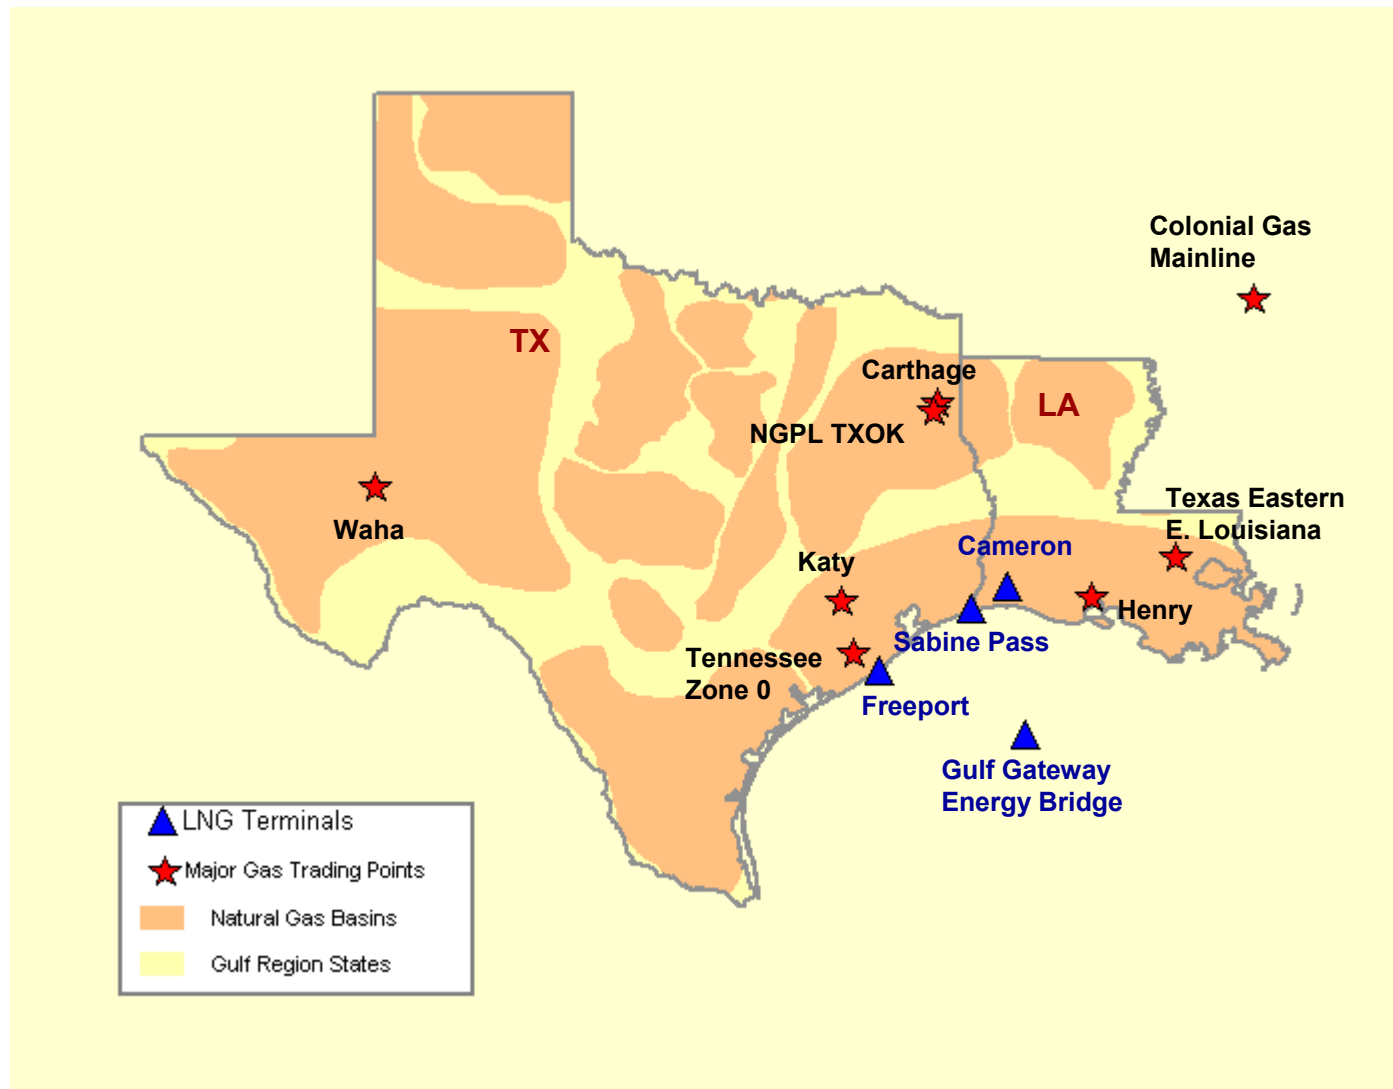 Colonial Gas
Mainline
TX
Carthage
LA
NGPL TXOK
Texas Eastern
E. Louisiana
Waha
Cameron
Katy
Henry
Sabine Pass
Tennessee
Zone 0
Freeport
Gulf Gateway
Energy Bridge
LNG Terminals
Major Gas Trading Points
Natural Gas Basins
Gulf Region States